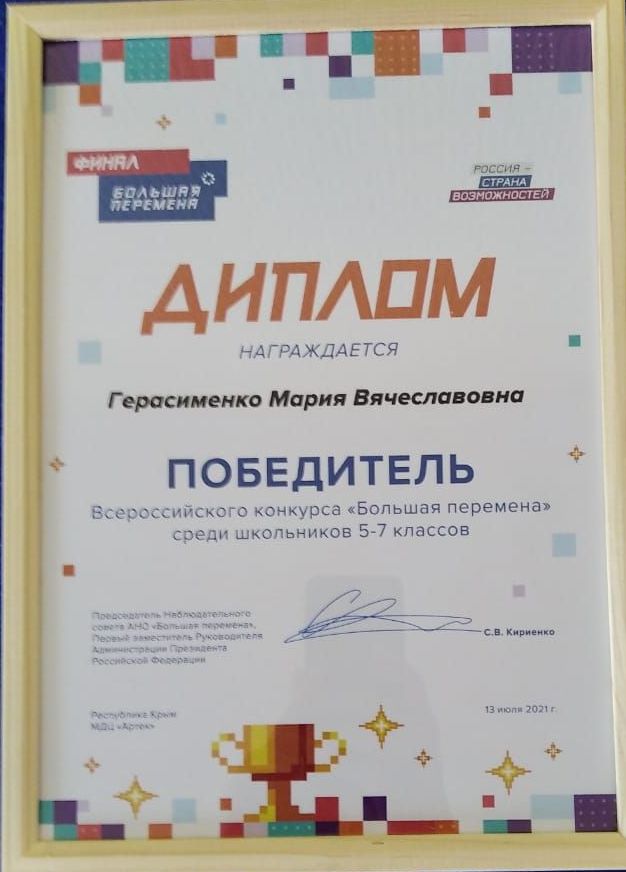 ФИНАЛ
БОЛЬШАЯ
ПЕРЕМЕНА
РОССИЯ –
СТРАНА
ВОЗМОЖНОСТЕЙ
ДИПЛОМ
НАГРАЖДАЕТСЯ
Герасименко Мария Вячеславовна
ПОБЕДИТЕЛЬ
Всероссийского конкурса «Большая перемена»
среди школьников 5-7 классов
Председатель Наблюдательного
совета АНО «Большая перемена»,
Первый заместитель Руководителя
Администрации Президента
Российской Федерации
С.В. Кириенко
Республика Крым
МДЦ «Артек»
13 июля 2021 г.